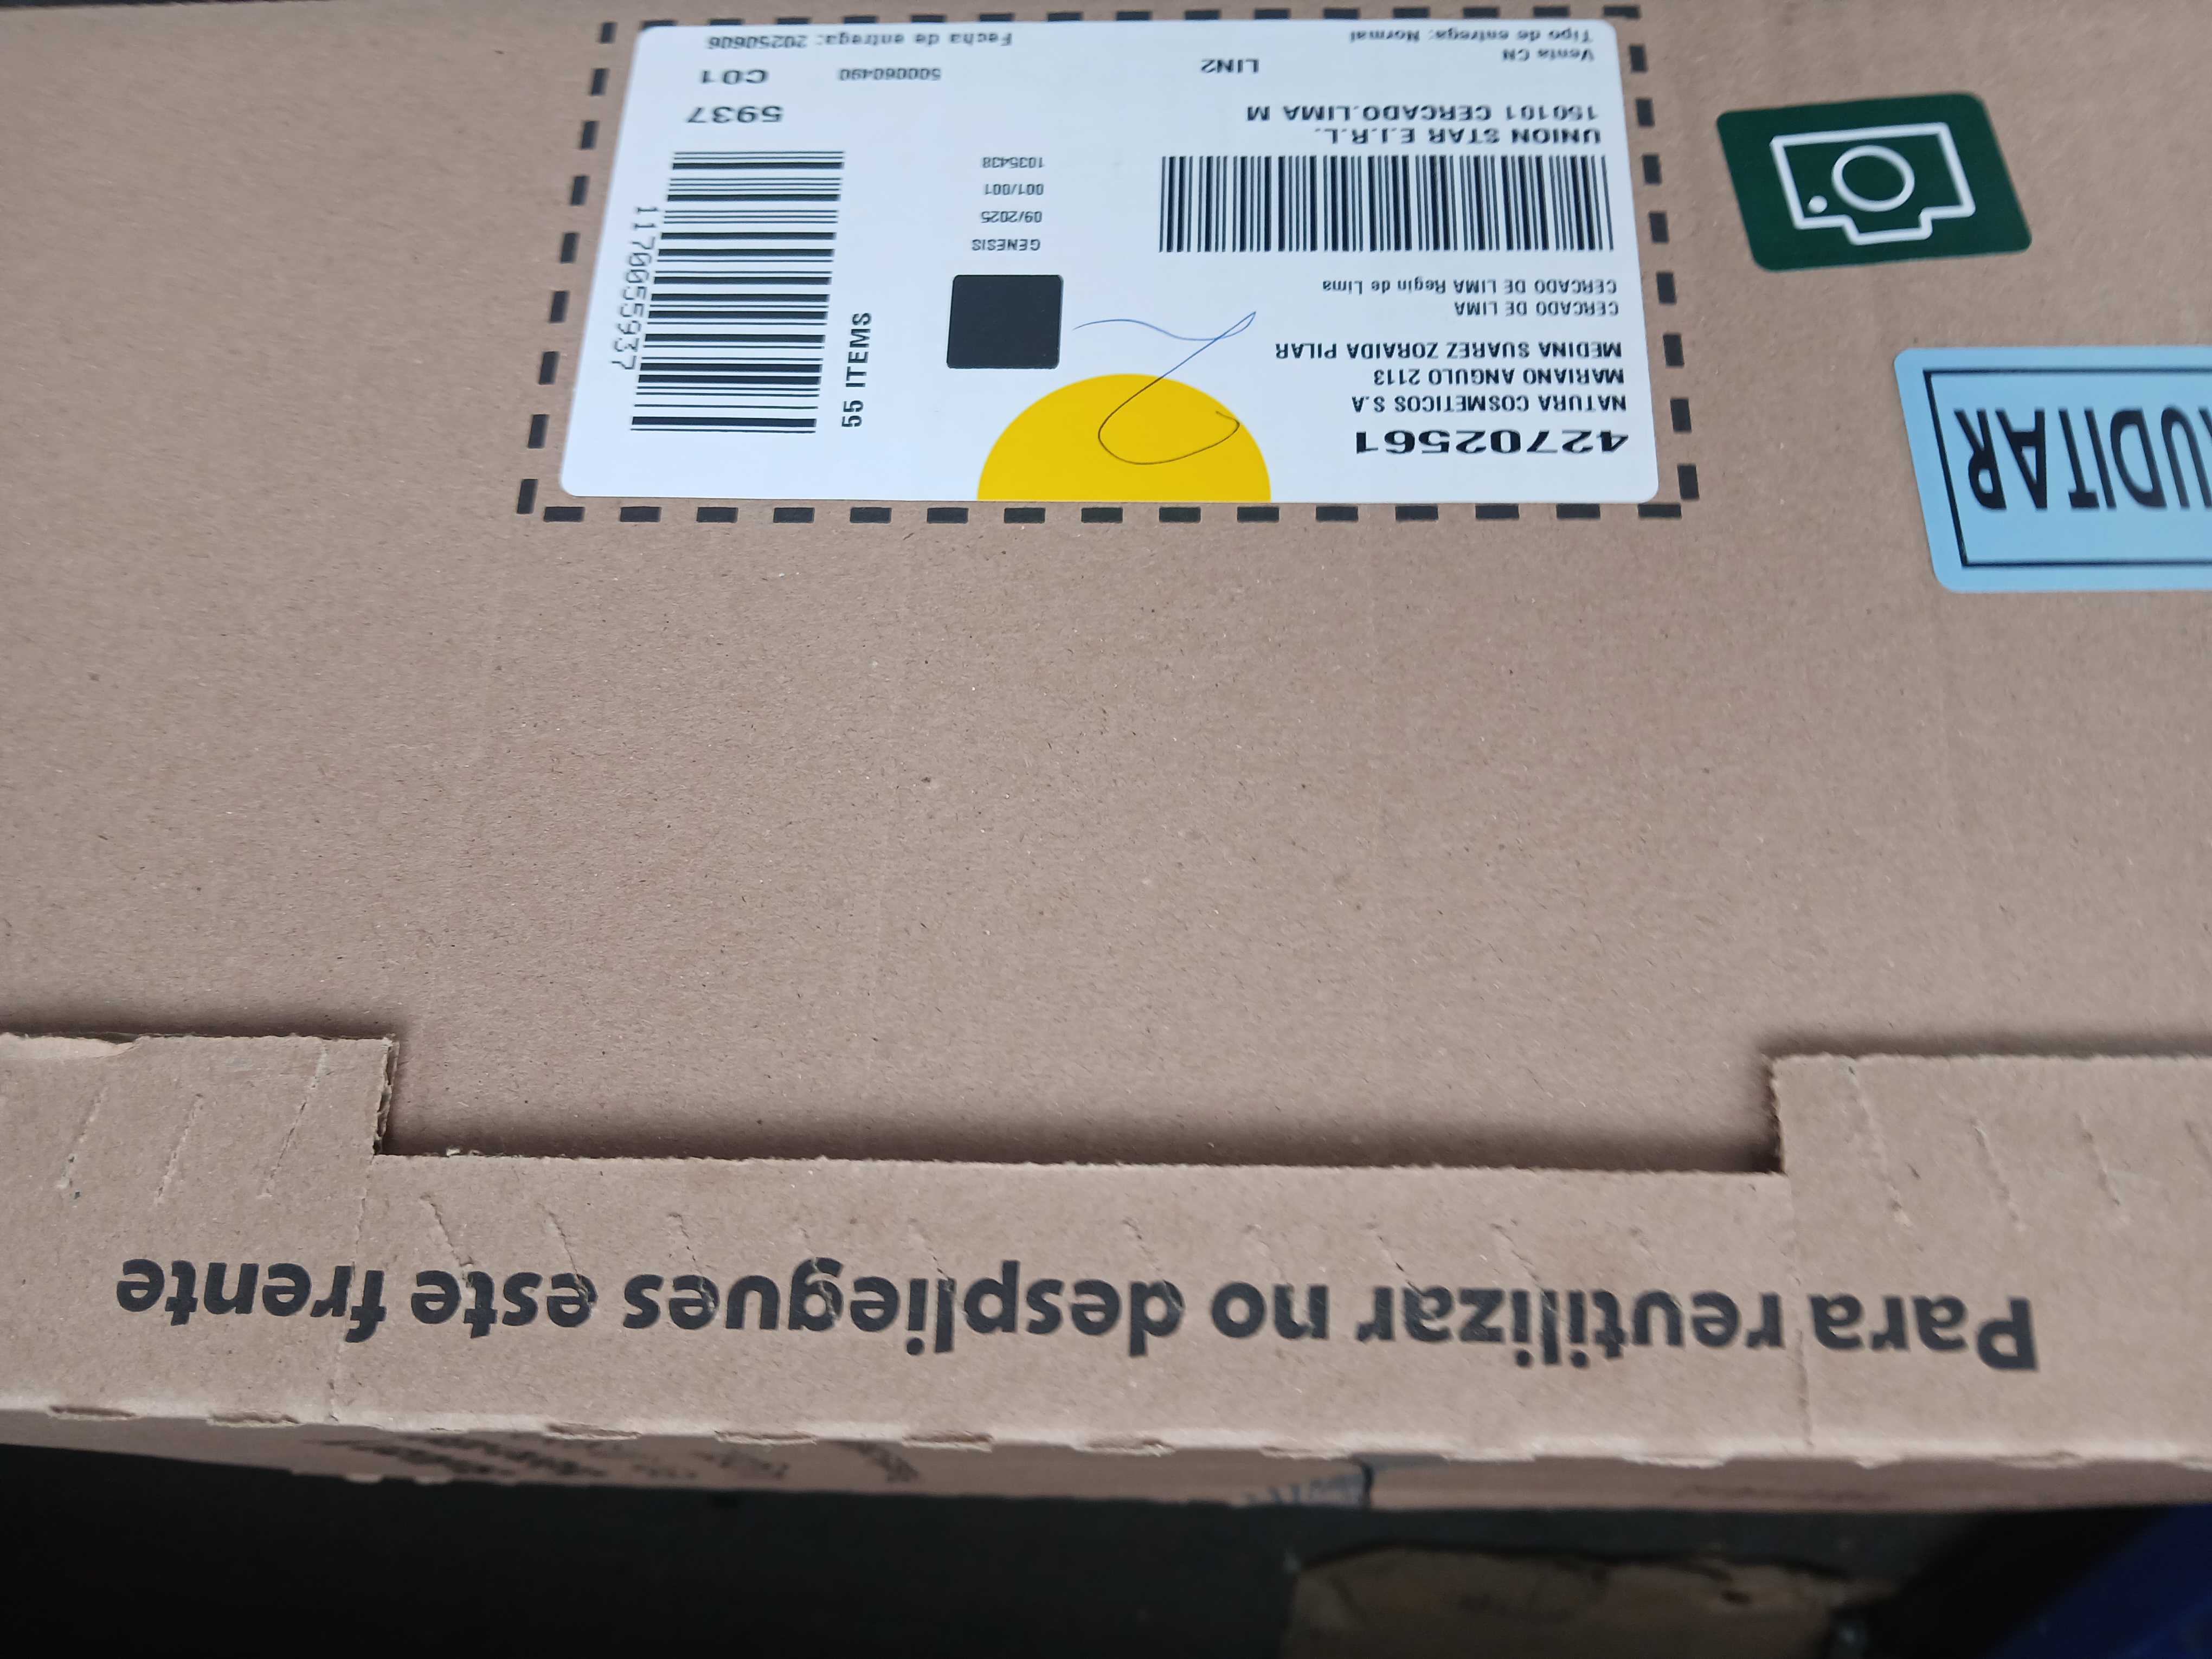 42702561
NATURA COSMETICOS S.A
MARIANO ANGULO 2113
MEDINA SUAREZ ZORAIDA PILAR
CERCADO DE LIMA
CERCADO DE LIMA Regin de Lima
UNION STAR E.I.R.L.
150101 CERCADO.LIMA M
LIN2
Venta CN
Tipo de entrega: Normal
GENESIS
09/2025
001/001
1035438
55 ITEMS
1170055937
5937
500060490
C01
Fecha de entrega: 20250606
UDITAR
Para reutilizar no despliegues este frente